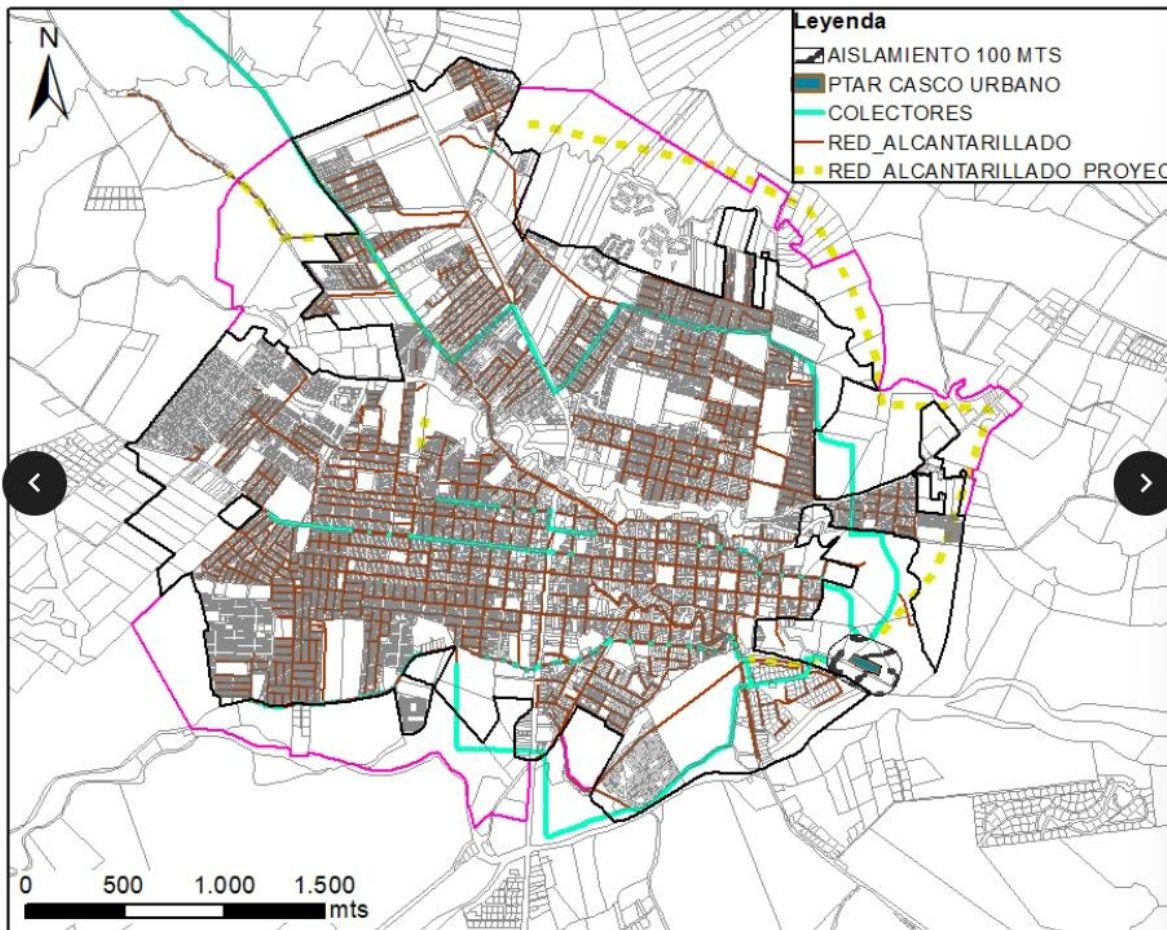 N
Leyenda
AISLAMIENTO 100 MTS
PTAR CASCO URBANO
COLECTORES
RED_ALCANTARILLADO
RED_ALCANTARILLADO_PROYEC
0 500 1.000 1.500
mts